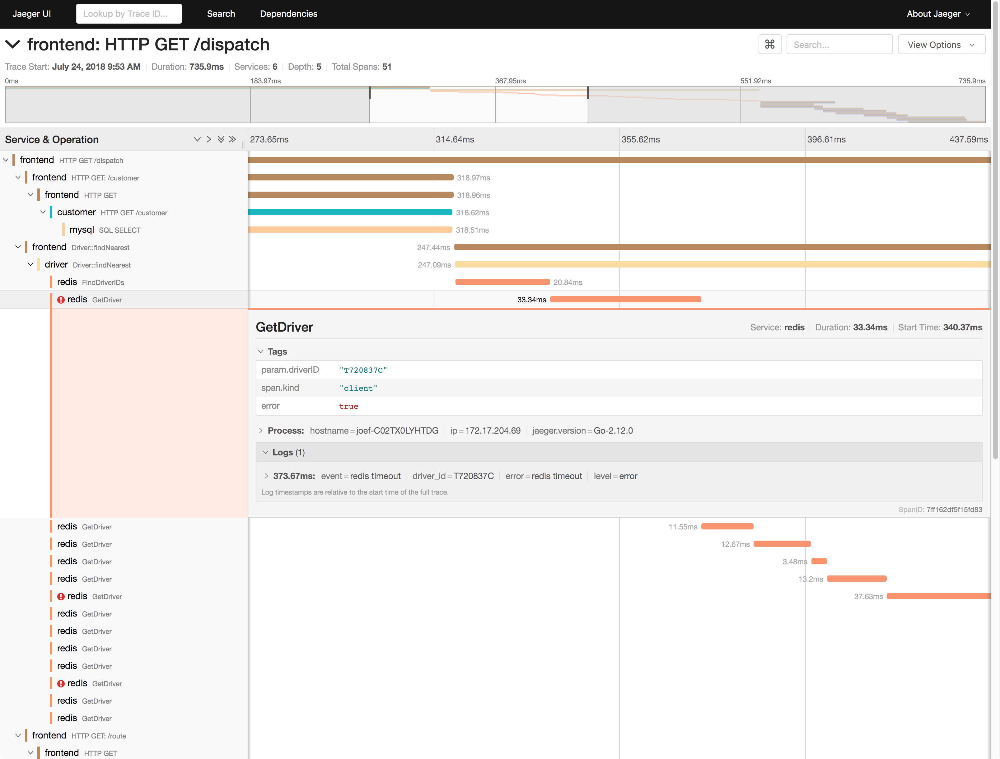 Jaeger UI Lookup by Trace ID... Search Dependencies About Jaeger
frontend: HTTP GET /dispatch ⌘ Search... View Options
Trace Start: July 24, 2018 9:53 AM Duration: 735.9ms Services: 6 Depth: 5 Total Spans: 51
0ms 183.97ms 367.95ms 551.92ms 735.9ms
Service & Operation 273.65ms 314.64ms 355.62ms 396.61ms 437.59ms
frontend HTTP GET /dispatch
frontend HTTP GET: /customer 318.97ms
frontend HTTP GET 318.96ms
customer HTTP GET /customer 318.62ms
mysql SQL SELECT 318.51ms
frontend Driver::findNearest 247.44ms
driver Driver::findNearest 247.09ms
redis FindDriverIDs 20.84ms
redis GetDriver 33.34ms
GetDriver Service: redis Duration: 33.34ms Start Time: 340.37ms
Tags
param.driverID "T720837C"
span.kind "client"
error true
Process: hostname=joef-C02TX0LYHTDG ip=172.17.204.69 jaeger.version=Go-2.12.0
Logs (1)
373.67ms: event=redis timeout driver_id=T720837C error=redis timeout level=error
Log timestamps are relative to the start time of the full trace.
SpanID: 7ff162df5f15fd83
redis GetDriver 11.55ms
redis GetDriver 12.67ms
redis GetDriver 3.48ms
redis GetDriver 13.2ms
redis GetDriver 37.63ms
redis GetDriver
redis GetDriver
redis GetDriver
redis GetDriver
redis GetDriver
redis GetDriver
redis GetDriver
frontend HTTP GET: /route
frontend HTTP GET